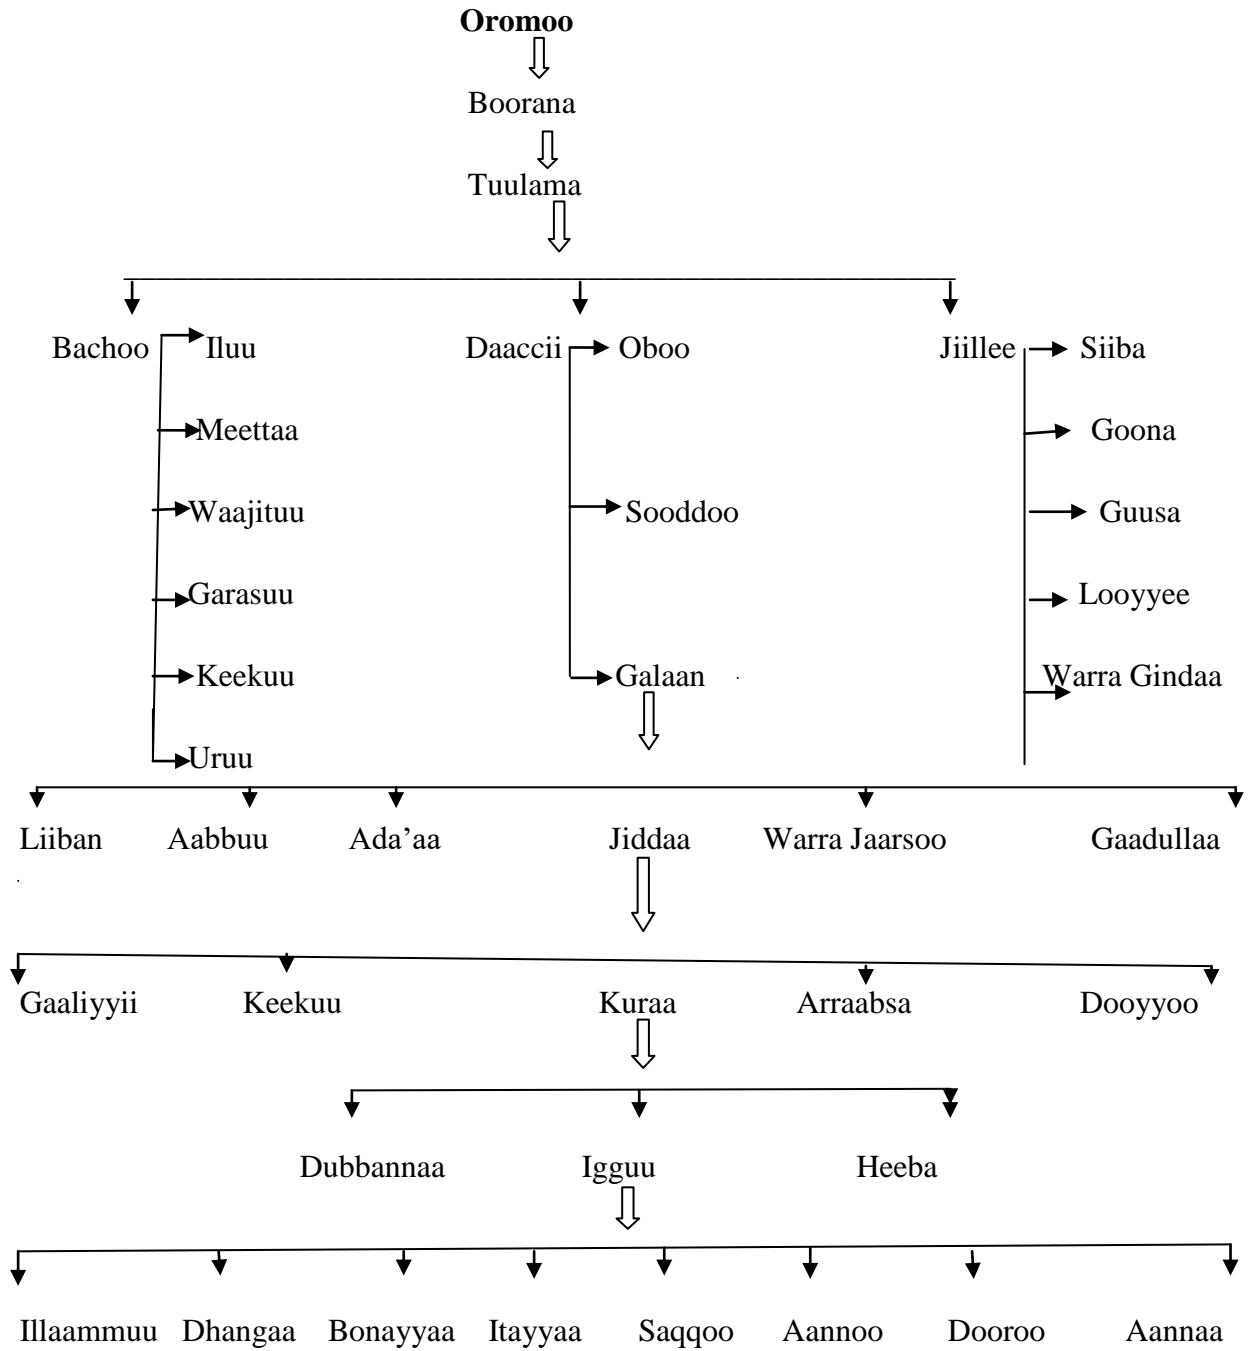 Oromoo
Boorana
Tuulama
Bachoo Iluu Daaccii Oboo Jiillee Siiba
Meettaa Goona
Waajituu Sooddoo Guusa
Garasuu Looyyee
Keekuu Galaan Warra Gindaa
Uruu
Liiban Aabbuu Ada’aa Jiddaa Warra Jaarsoo Gaadullaa
Gaaliyyii Keekuu Kuraa Arraabsa Dooyyoo
Dubbannaa Igguu Heeba
Illaammuu Dhangaa Bonayyaa Itayyaa Saqqoo Aannoo Dooroo Aannaa